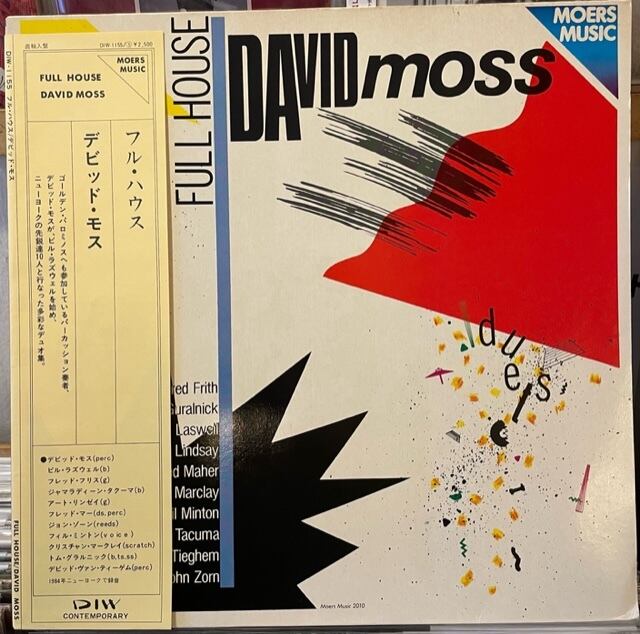 DIW-1155 フル・ハウス/デビッド・モス
FULL HOUSE/DAVID MOSS
直輸入盤
DIW-1155/Ⓢ¥2,500
FULL HOUSE
DAVID MOSS
MOERS
MUSIC
フル・ハウス
デビッド・モス
ゴールデン・パロミノスへも参加しているパーカッション奏者、
デビッド・モスが、ビル・ラズウェルを始め、
ニューヨークの先鋭達10人と行なった多彩なデュオ集。
●デビッド・モス(perc)
ビル・ラズウェル(b)
フレッド・フリス(g)
ジャマラディーン・タクーマ(b)
アート・リンゼイ(g)
フレッド・マー(ds,perc)
ジョン・ゾーン(reeds)
フィル・ミントン(voice)
クリスチャン・マークレイ(scratch)
トム・グラルニック(b,ts,ss)
デビッド・ヴァン・ティーゲム(perc)
1984年ニューヨークで録音
DIW
CONTEMPORARY
FULL HOUSE
DAVID moss
MOERS
MUSIC
duets
red Frith
Guralnick
Laswell
Lindsay
d Maher
Marclay
il Minton
Tacuma
Tieghem
ohn Zorn
Moers Music 2010